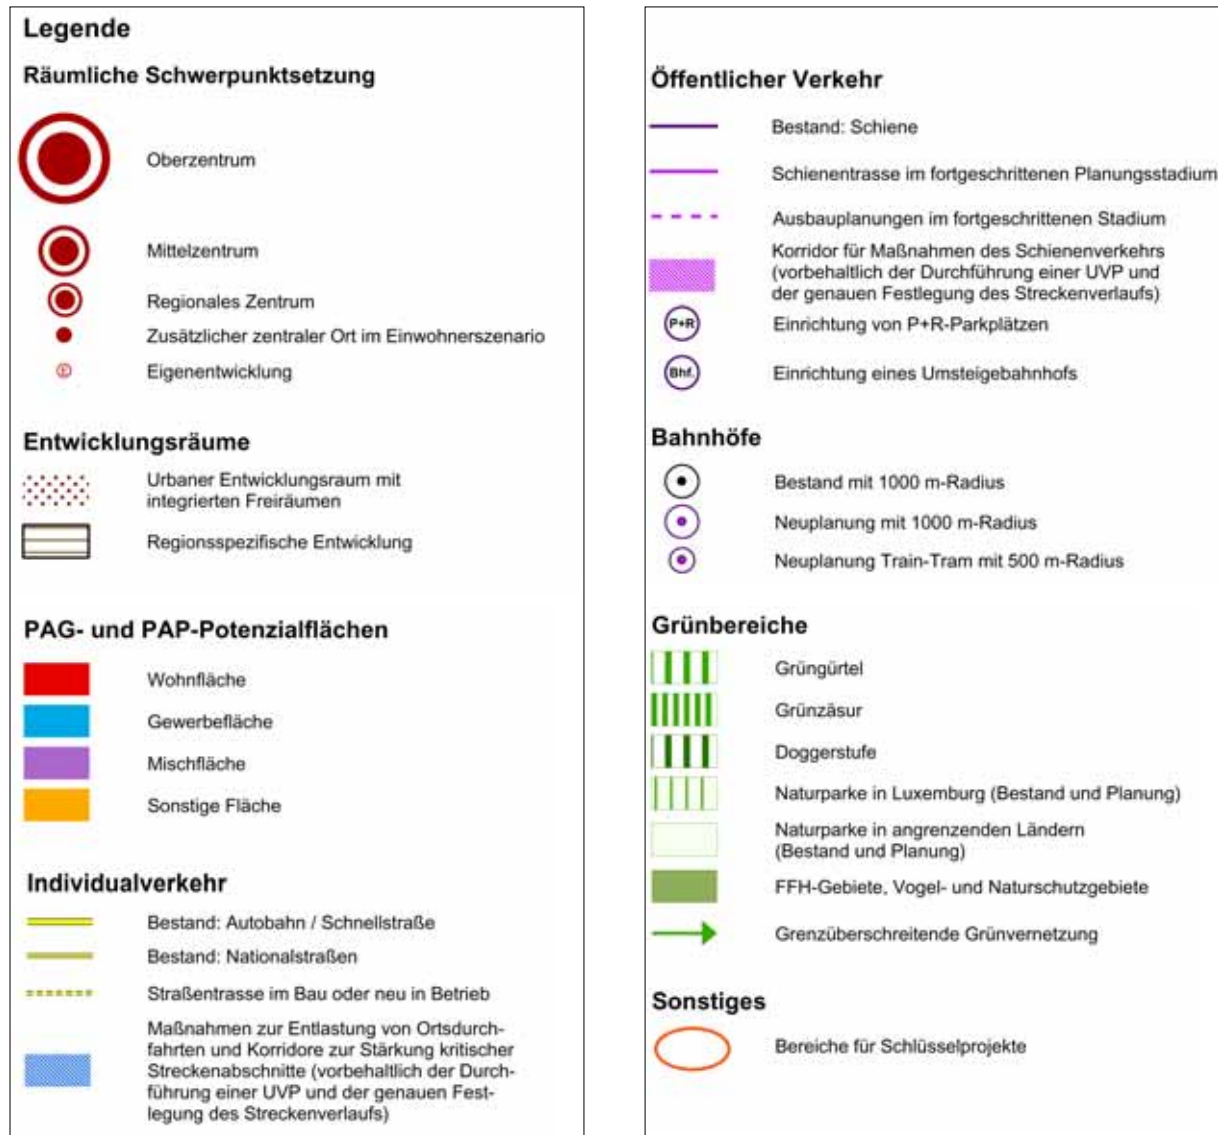 Legende
Räumliche Schwerpunktsetzung
Oberzentrum
Mittelzentrum
Regionales Zentrum
Zusätzlicher zentraler Ort im Einwohnerszenario
E
Eigenentwicklung
Entwicklungsräume
Urbaner Entwicklungsraum mit
integrierten Freiräumen
Regionsspezifische Entwicklung
PAG- und PAP-Potenzialflächen
Wohnfläche
Gewerbefläche
Mischfläche
Sonstige Fläche
Individualverkehr
Bestand: Autobahn / Schnellstraße
Bestand: Nationalstraßen
Straßentrasse im Bau oder neu in Betrieb
Maßnahmen zur Entlastung von Ortsdurch-
fahrten und Korridore zur Stärkung kritischer
Streckenabschnitte (vorbehaltlich der Durch-
führung einer UVP und der genauen Fest-
legung des Streckenverlaufs)
Öffentlicher Verkehr
Bestand: Schiene
Schienentrasse im fortgeschrittenen Planungsstadium
Ausbauplanungen im fortgeschrittenen Stadium
Korridor für Maßnahmen des Schienenverkehrs
(vorbehaltlich der Durchführung einer UVP und
der genauen Festlegung des Streckenverlaufs)
P+R
Einrichtung von P+R-Parkplätzen
Bhf.
Einrichtung eines Umsteigebahnhofs
Bahnhöfe
Bestand mit 1000 m-Radius
Neuplanung mit 1000 m-Radius
Neuplanung Train-Tram mit 500 m-Radius
Grünbereiche
Grüngürtel
Grünzäsur
Doggerstufe
Naturparke in Luxemburg (Bestand und Planung)
Naturparke in angrenzenden Ländern
(Bestand und Planung)
FFH-Gebiete, Vogel- und Naturschutzgebiete
Grenzüberschreitende Grünvernetzung
Sonstiges
Bereiche für Schlüsselprojekte